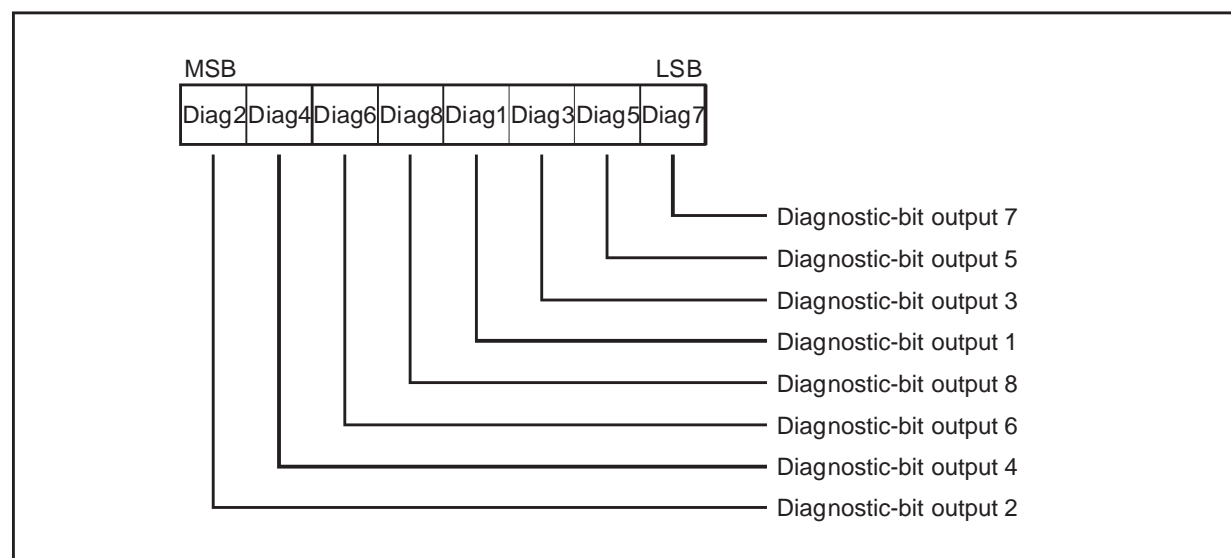 MSB LSB
Diag2 Diag4 Diag6 Diag8 Diag1 Diag3 Diag5 Diag7
Diagnostic-bit output 7
Diagnostic-bit output 5
Diagnostic-bit output 3
Diagnostic-bit output 1
Diagnostic-bit output 8
Diagnostic-bit output 6
Diagnostic-bit output 4
Diagnostic-bit output 2